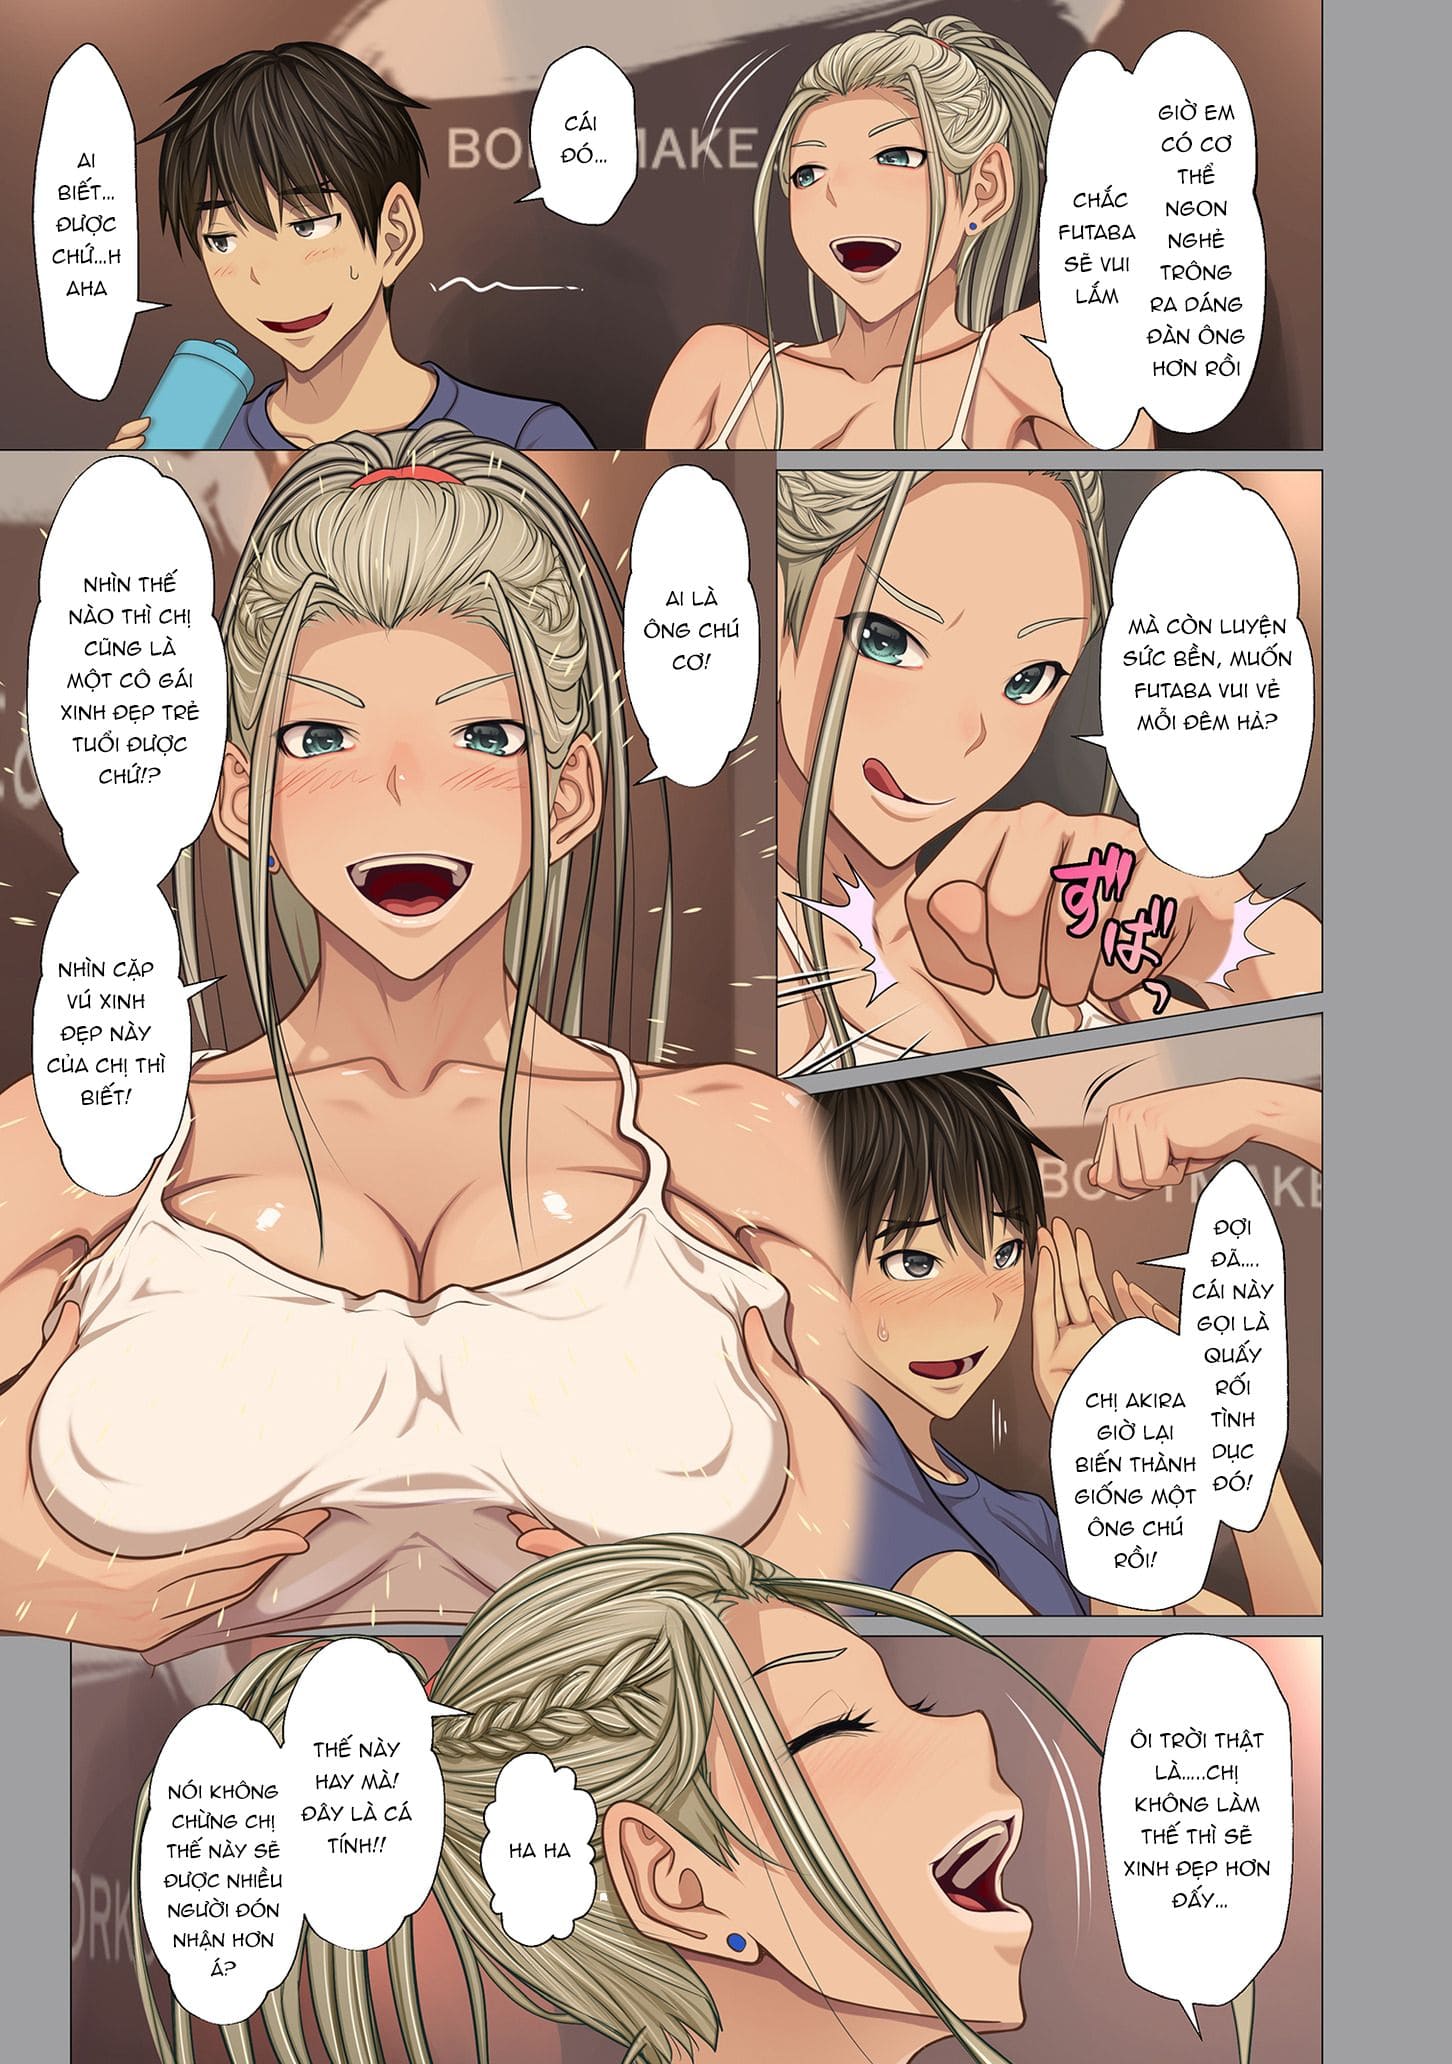 GIỜ EM
CÓ CƠ
THỂ
NGON
NGHẺ
TRÔNG
RA DÁNG
ĐÀN ÔNG
HƠN RỒI
CHẮC
FUTABA
SẼ VUI
LẮM
CÁI
ĐÓ...
AI
BIẾT...
ĐƯỢC
CHỨ...H
AHA
MÀ CÒN LUYỆN
SỨC BỀN, MUỐN
FUTABA VUI VẺ
MỖI ĐÊM HẢ?
ずばっ
ĐỢI
ĐÃ....
CÁI NÀY
GỌI LÀ
QUẤY
RỐI
TÌNH
DỤC
ĐÓ!
CHỊ AKIRA
GIỜ LẠI
BIẾN THÀNH
GIỐNG MỘT
ÔNG CHÚ
RỒI!
AI LÀ
ÔNG CHÚ
CƠ!
NHÌN THẾ
NÀO THÌ CHỊ
CŨNG LÀ
MỘT CÔ GÁI
XINH ĐẸP TRẺ
TUỔI ĐƯỢC
CHỨ!?
NHÌN CẶP
VÚ XINH
ĐẸP NÀY
CỦA CHỊ THÌ
BIẾT!
ÔI TRỜI THẬT
LÀ.....CHỊ
KHÔNG LÀM
THẾ THÌ SẼ
XINH ĐẸP HƠN
ĐẤY...
HA HA
THẾ NÀY
HAY MÀ!
ĐÂY LÀ CÁ
TÍNH!!
NÓI KHÔNG
CHỪNG CHỊ
THẾ NÀY SẼ
ĐƯỢC NHIỀU
NGƯỜI ĐÓN
NHẬN HƠN
Á?